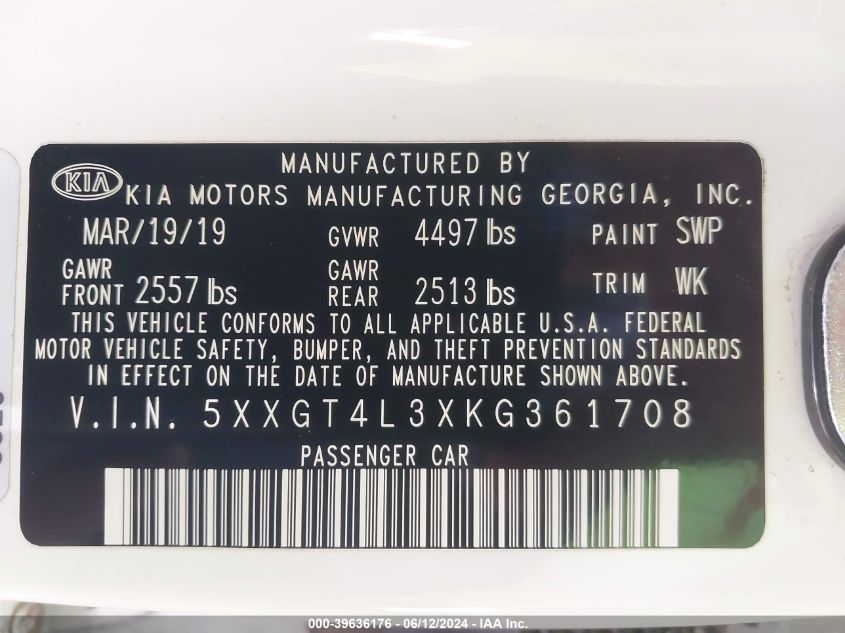 MANUFACTURED BY
KIA KIA MOTORS MANUFACTURING GEORGIA, INC.
MAR/19/19 GVWR 4497 lbs PAINT SWP
GAWR FRONT 2557 lbs GAWR REAR 2513 lbs TRIM WK
THIS VEHICLE CONFORMS TO ALL APPLICABLE U.S.A. FEDERAL
MOTOR VEHICLE SAFETY, BUMPER, AND THEFT PREVENTION STANDARDS
IN EFFECT ON THE DATE OF MANUFACTURE SHOWN ABOVE.
V.I.N. 5XXGT4L3XKG361708
PASSENGER CAR
000-39636176 - 06/12/2024 - IAA Inc.